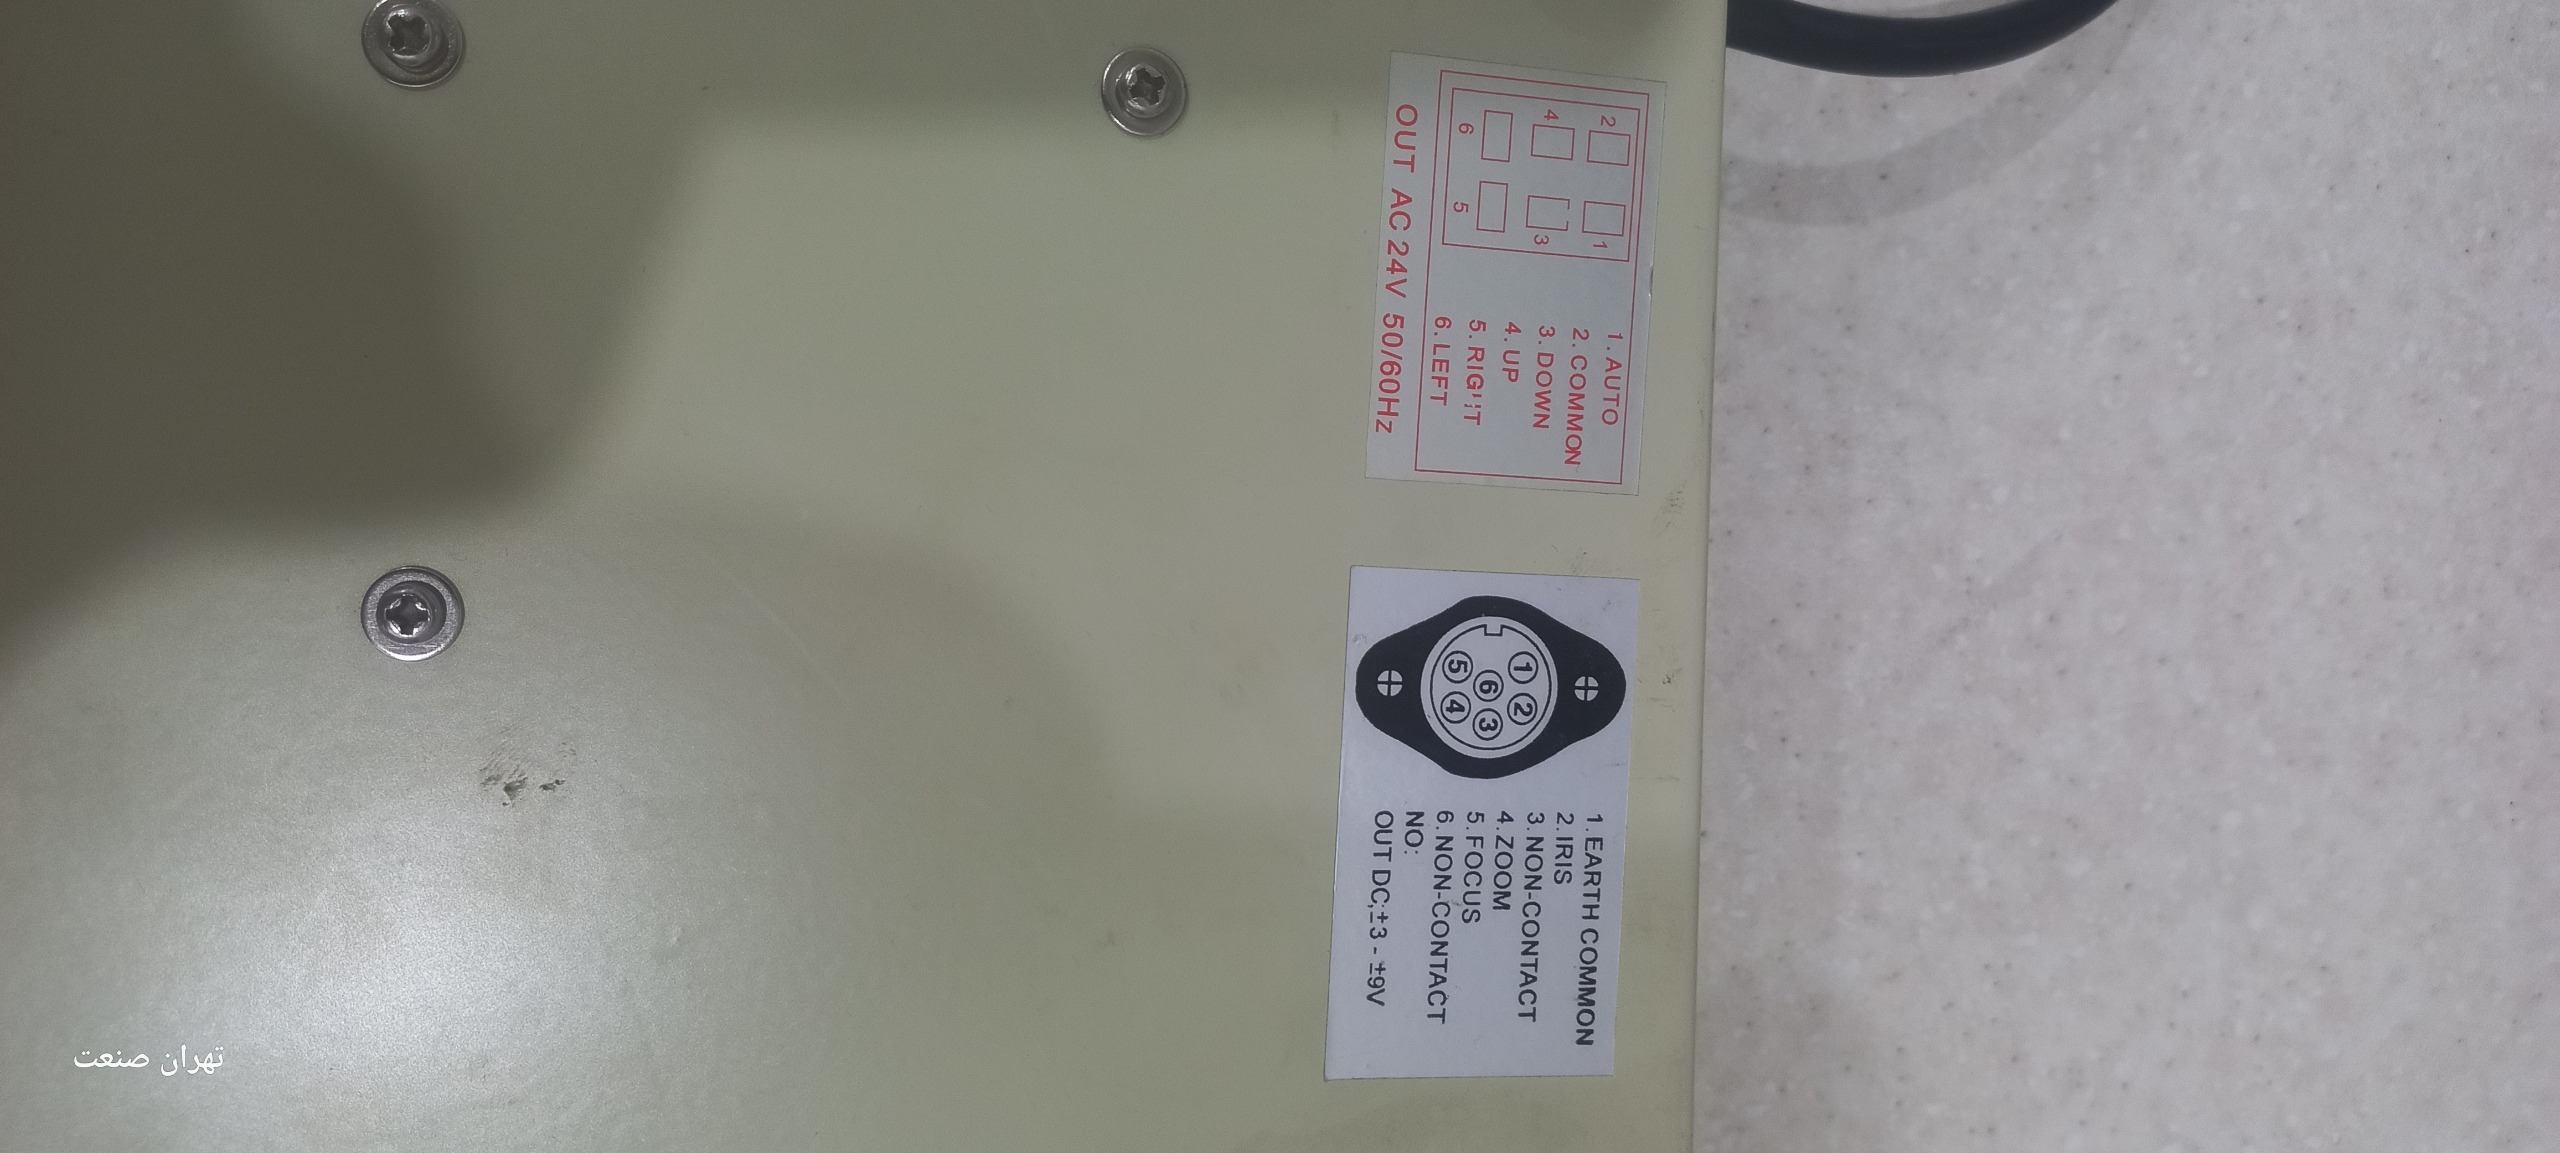 2
1
4
3
6
5
1. AUTO
2. COMMON
3. DOWN
4. UP
5. RIGHT
6. LEFT
OUT AC 24V 50/60Hz
1
2
3
4
5
6
1. EARTH COMMON
2. IRIS
3. NON-CONTACT
4. ZOOM
5. FOCUS
6. NON-CONTACT
NO:
OUT DC;±3 - ±9V
تهران صنعت